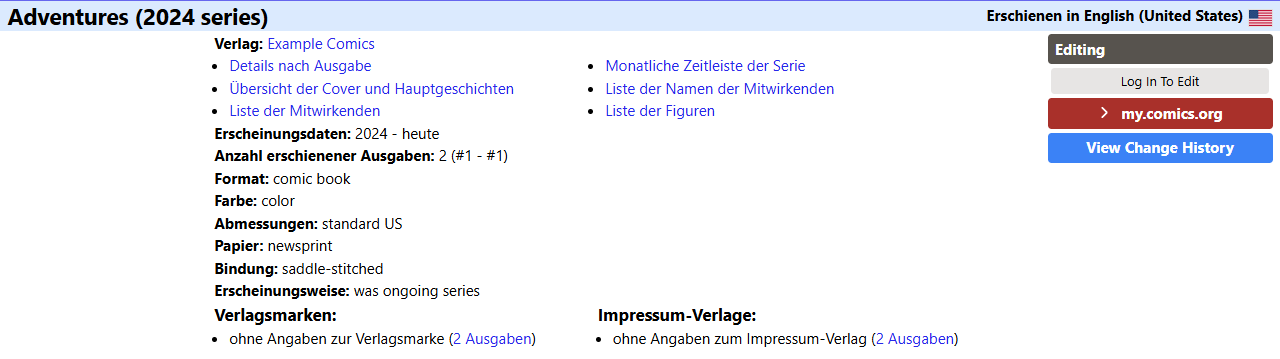 Adventures (2024 series)
Erschienen in English (United States)
Verlag: Example Comics
Details nach Ausgabe
Übersicht der Cover und Hauptgeschichten
Liste der Mitwirkenden
Monatliche Zeitleiste der Serie
Liste der Namen der Mitwirkenden
Liste der Figuren
Erscheinungsdaten: 2024 - heute
Anzahl erschienener Ausgaben: 2 (#1 - #1)
Format: comic book
Farbe: color
Abmessungen: standard US
Papier: newsprint
Bindung: saddle-stitched
Erscheinungsweise: was ongoing series
Verlagsmarken:
ohne Angaben zur Verlagsmarke (2 Ausgaben)
Impressum-Verlage:
ohne Angaben zum Impressum-Verlag (2 Ausgaben)
Editing
Log In To Edit
my.comics.org
View Change History